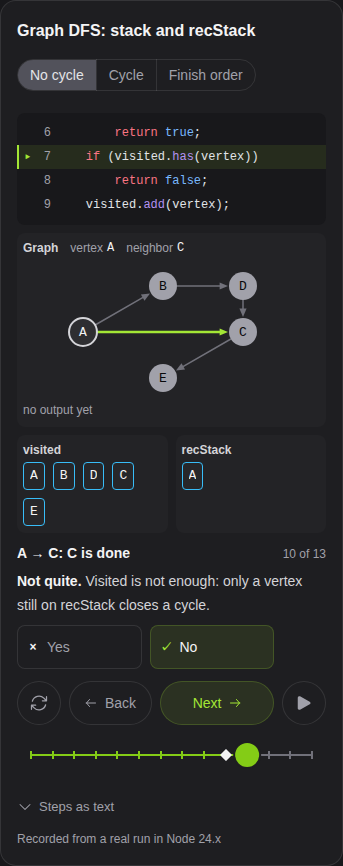 Graph DFS: stack and recStack
No cycle Cycle Finish order
6 return true;
▸ 7 if (visited.has(vertex))
8 return false;
9 visited.add(vertex);
Graph vertex A neighbor C
B D
A C
E
no output yet
visited recStack
A B D C A
E
A → C: C is done 10 of 13
Not quite. Visited is not enough: only a vertex
still on recStack closes a cycle.
× Yes ✓ No
← Back Next →
Steps as text
Recorded from a real run in Node 24.x